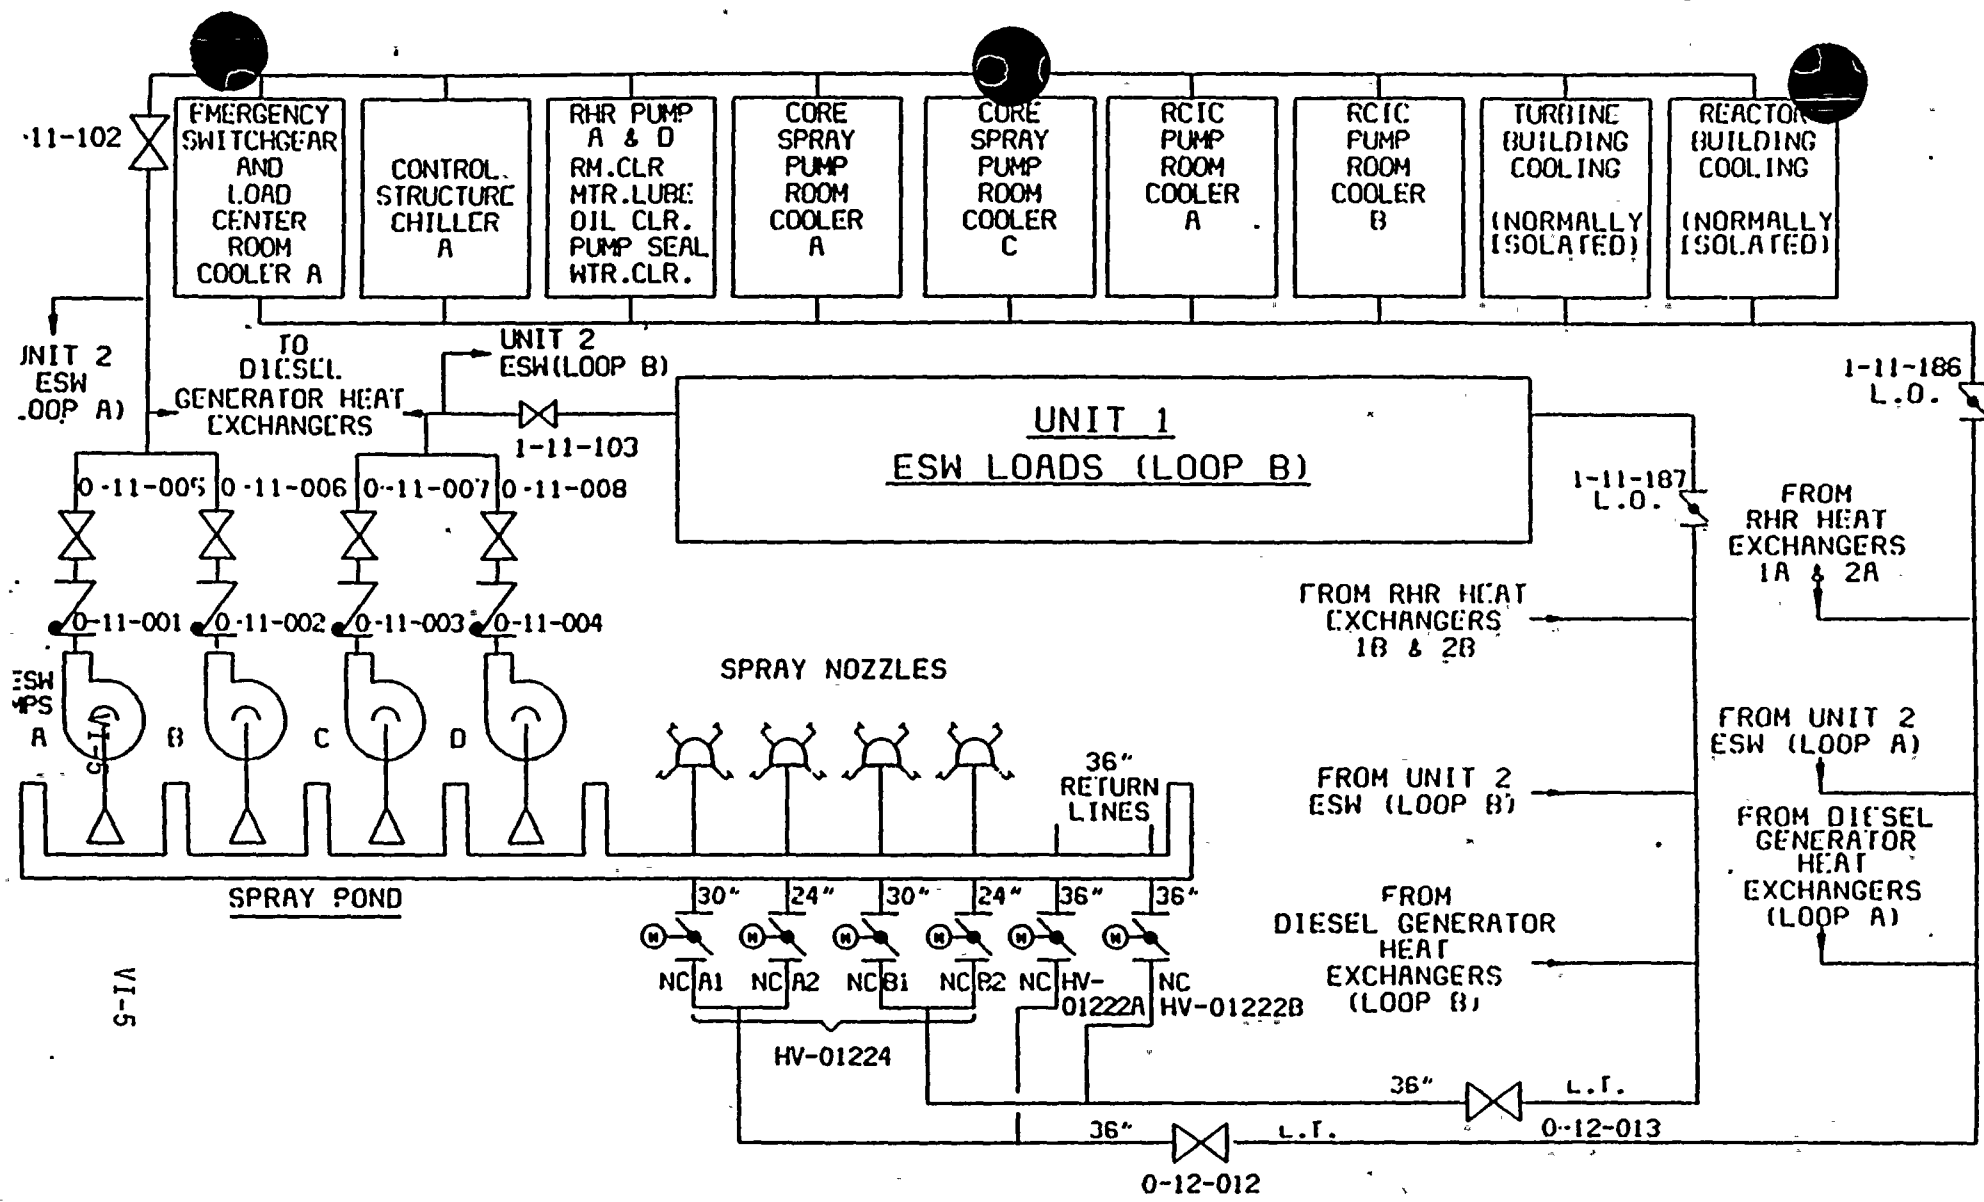 11-102
EMERGENCY
SWITCHGEAR
AND
LOAD
CENTER
ROOM
COOLER A
CONTROL
STRUCTURE
CHILLER
A
RHR PUMP
A & D
RM.CLR
MTR.LUBE
OIL CLR.
PUMP SEAL
WTR.CLR.
CORE
SPRAY
PUMP
ROOM
COOLER
A
CORE
SPRAY
PUMP
ROOM
COOLER
C
RCIC
PUMP
ROOM
COOLER
A
RCIC
PUMP
ROOM
COOLER
B
TURBINE
BUILDING
COOLING
(NORMALLY
ISOLATED)
REACTOR
BUILDING
COOLING
(NORMALLY
ISOLATED)
UNIT 2
ESW
LOOP A)
TO
DIESEL
GENERATOR HEAT
EXCHANGERS
UNIT 2
ESW(LOOP B)
1-11-103
UNIT 1
ESW LOADS (LOOP B)
1-11-186
L.O.
1-11-187
L.O.
0-11-005
0-11-006
0-11-007
0-11-008
FROM
RHR HEAT
EXCHANGERS
1A & 2A
FROM RHR HEAT
EXCHANGERS
1B & 2B
0-11-001
0-11-002
0-11-003
0-11-004
ESW
MPS
A
B
C
D
VI-5
SPRAY NOZZLES
36"
RETURN
LINES
FROM UNIT 2
ESW (LOOP B)
FROM UNIT 2
ESW (LOOP A)
FROM DIESEL
GENERATOR
HEAT
EXCHANGERS
(LOOP A)
FROM
DIESEL GENERATOR
HEAT
EXCHANGERS
(LOOP B)
SPRAY POND
30"
24"
30"
24"
36"
36"
M
M
M
M
M
M
NC A1
NC A2
NC B1
NC B2
NC HV-
01222A
NC
HV-01222B
HV-01224
VI-5
36"
L.T.
0-12-013
36"
L.T.
0-12-012